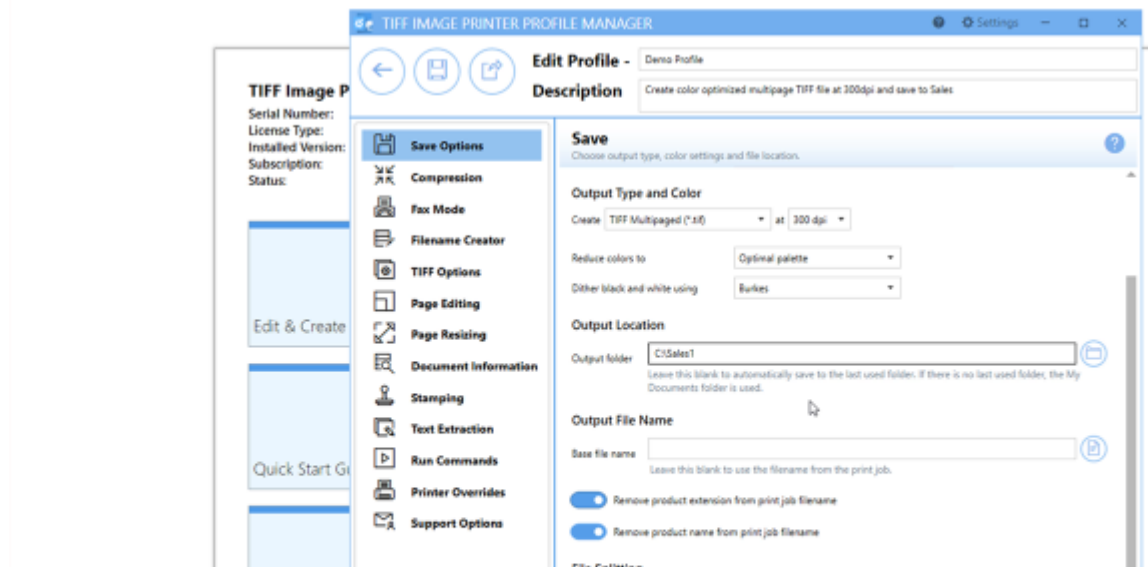 TIFF IMAGE PRINTER PROFILE MANAGER
Settings
Edit Profile - Demo Profile
Description Create color optimized multipage TIFF file at 300dpi and save to Sales
TIFF Image P
Serial Number:
License Type:
Installed Version:
Subscription:
Status:
Edit & Create
Quick Start Gu
Save Options
Compression
Fax Mode
Filename Creator
TIFF Options
Page Editing
Page Resizing
Document Information
Stamping
Text Extraction
Run Commands
Printer Overrides
Support Options
Save
Choose output type, color settings and file location.
Output Type and Color
Create TIFF Multipaged (*.tif) at 300 dpi
Reduce colors to Optimal palette
Dither black and white using Burkes
Output Location
Output folder C:\Sales1
Leave this blank to automatically save to the last used folder. If there is no last used folder, the My
Documents folder is used.
Output File Name
Base file name
Leave this blank to use the filename from the print job.
Remove product extension from print job filename
Remove product name from print job filename
File Splitting